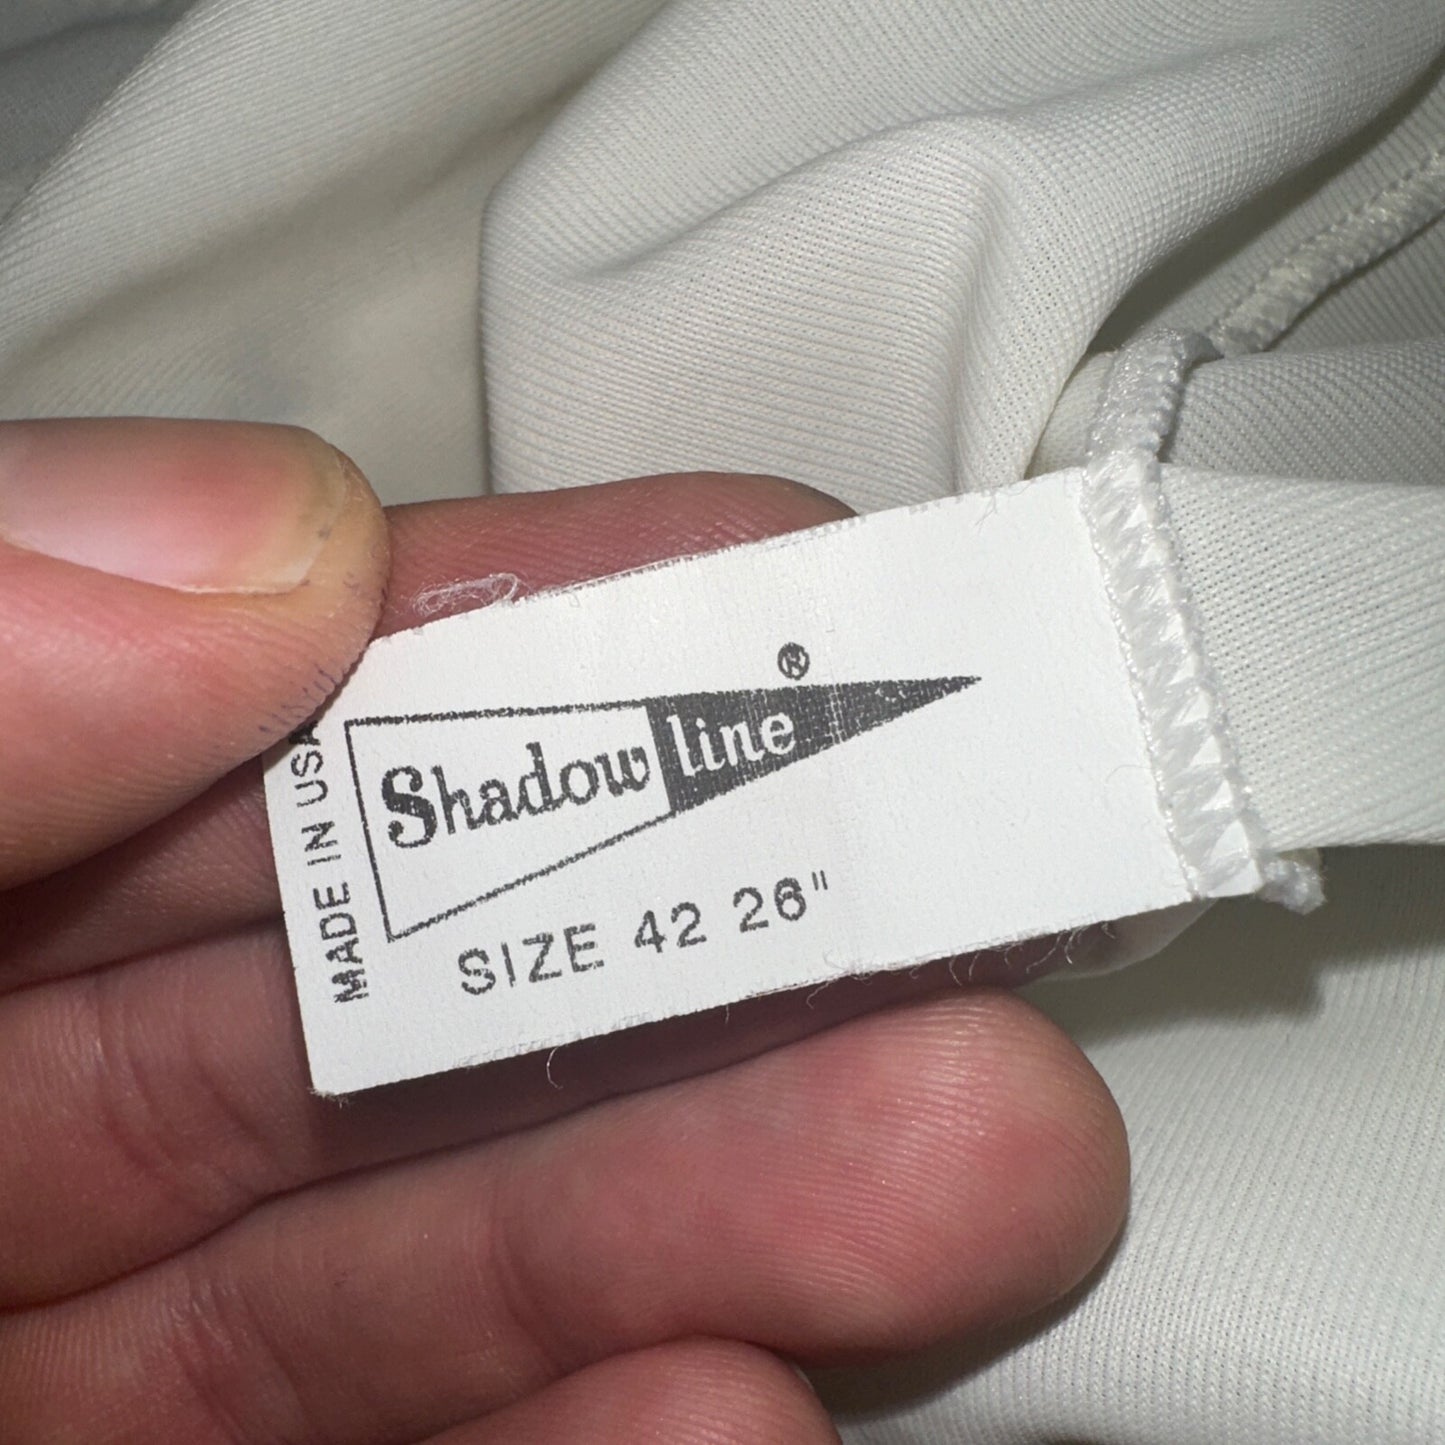 ®
Shadow line
SIZE 42 26"
MADE IN USA